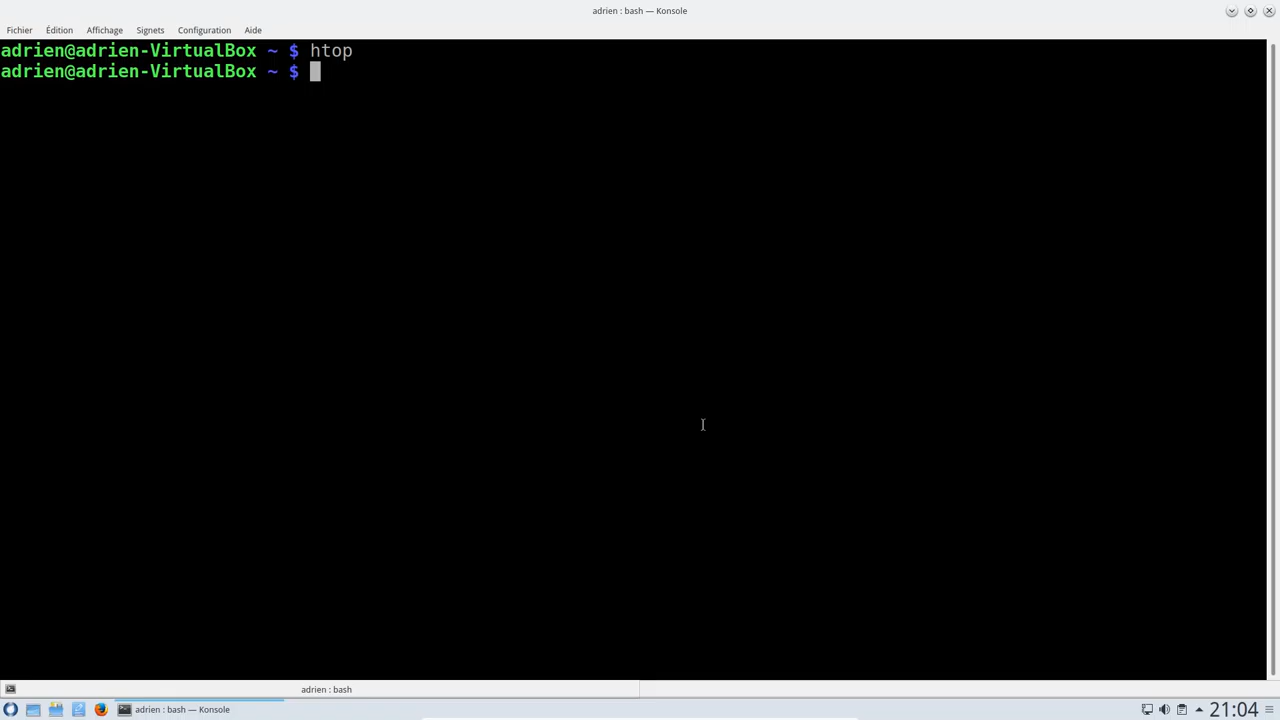 adrien : bash — Konsole
Fichier Édition Affichage Signets Configuration Aide
adrien@adrien-VirtualBox ~ $ htop
adrien@adrien-VirtualBox ~ $
adrien : bash
adrien : bash — Konsole
21:04